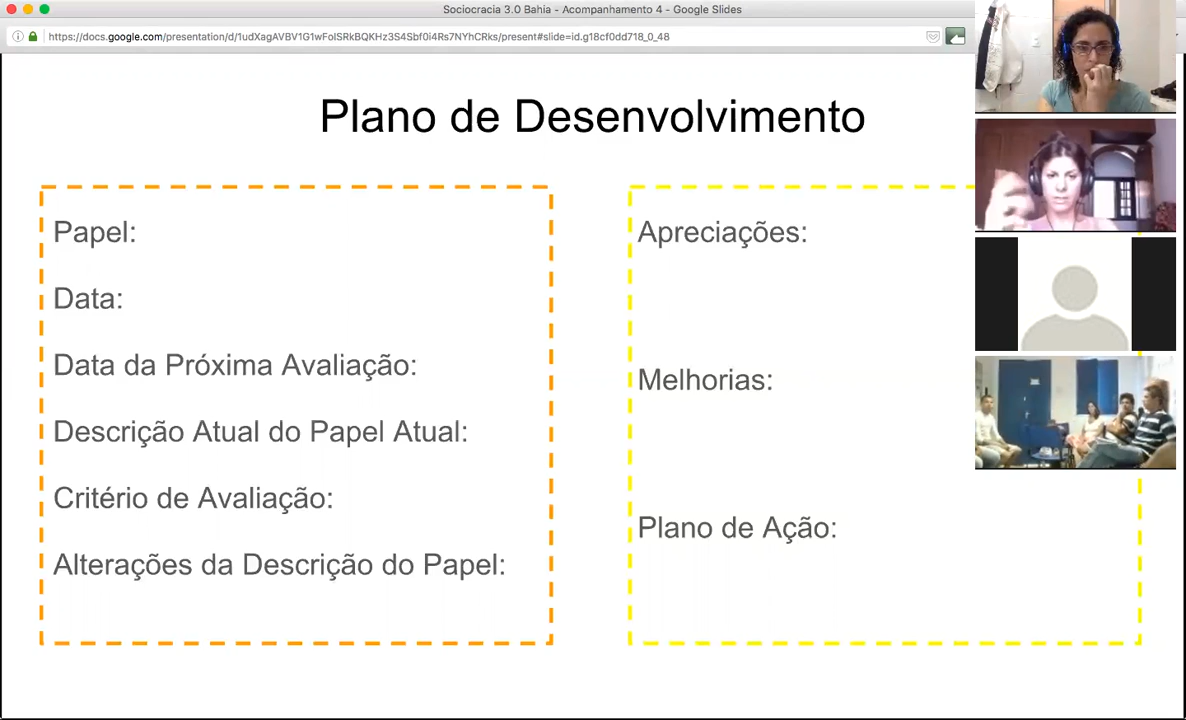 Sociocracia 3.0 Bahia - Acompanhamento 4 - Google Slides
https://docs.google.com/presentation/d/1udXagAVBV1G1wFoISRkBQKHz3S4Sbf0i4Rs7NYhCRks/present#slide=id.g18cf0dd718_0_48
Plano de Desenvolvimento
Papel:
Data:
Data da Próxima Avaliação:
Descrição Atual do Papel Atual:
Critério de Avaliação:
Alterações da Descrição do Papel:
Apreciações:
Melhorias:
Plano de Ação: